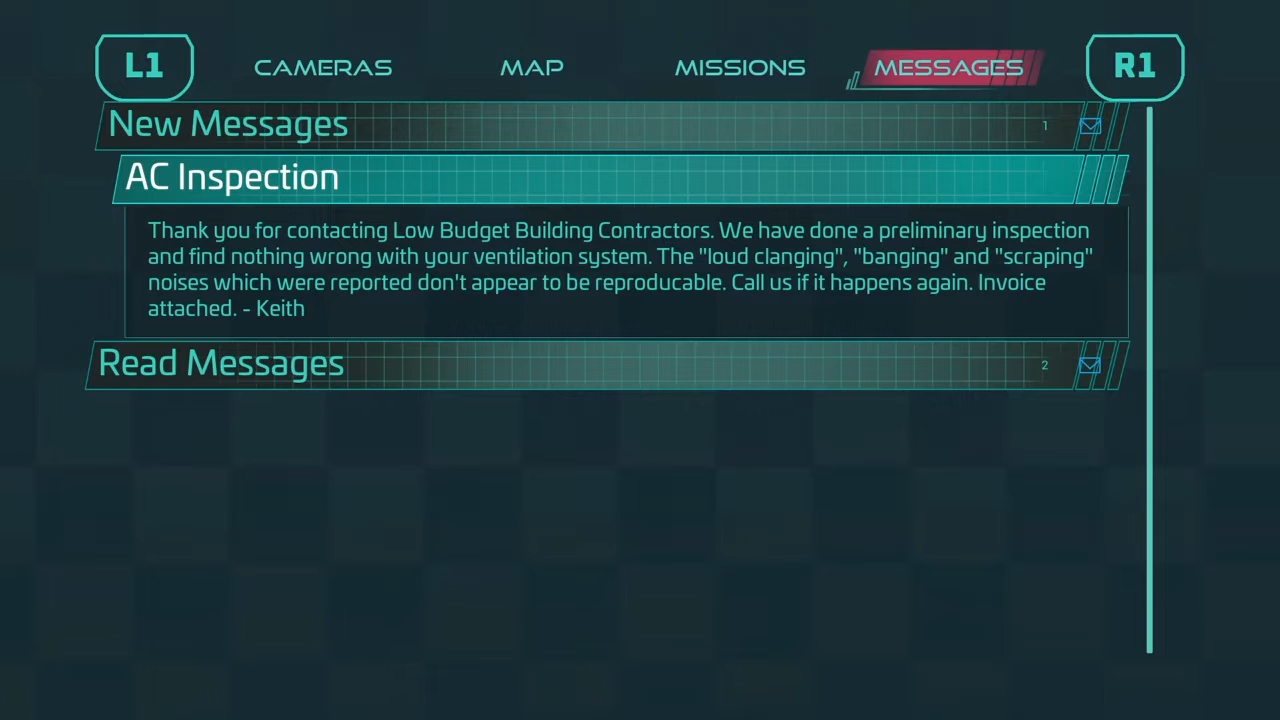 L1 CAMERAS MAP MISSIONS MESSAGES R1
New Messages 1
AC Inspection
Thank you for contacting Low Budget Building Contractors. We have done a preliminary inspection
and find nothing wrong with your ventilation system. The "loud clanging", "banging" and "scraping"
noises which were reported don't appear to be reproducable. Call us if it happens again. Invoice
attached. - Keith
Read Messages 2